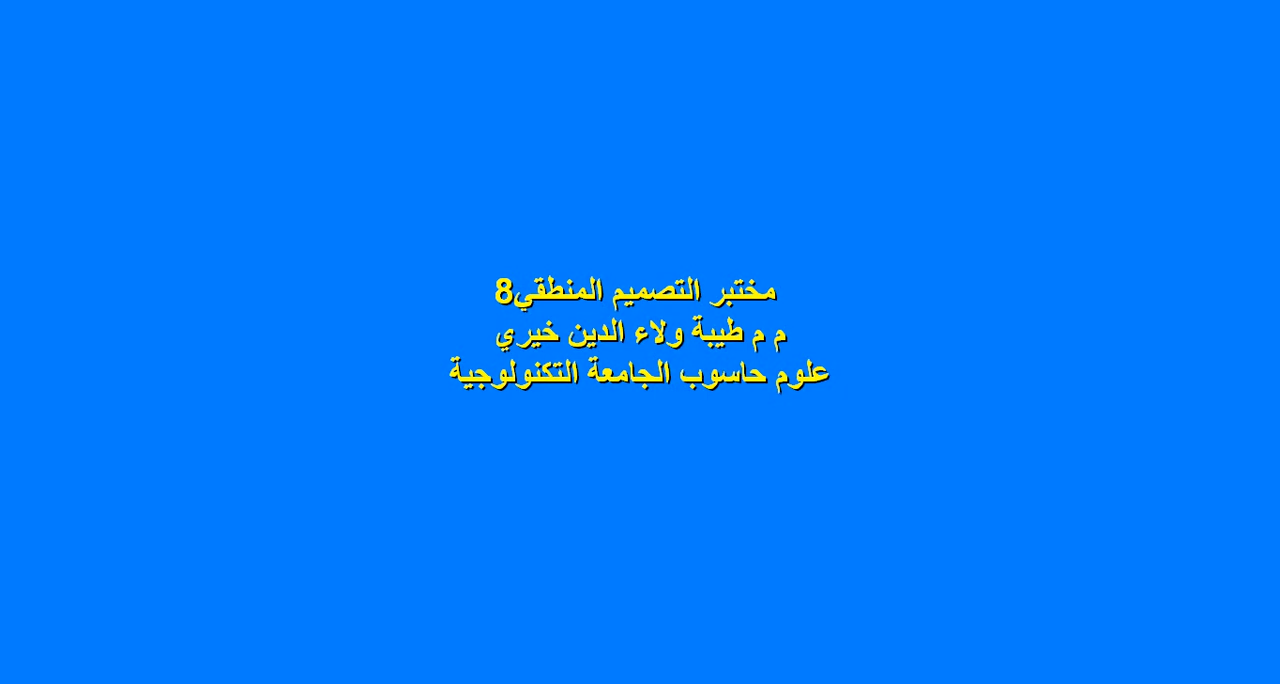 مختبر التصميم المنطقي8
م م طيبة ولاء الدين خيري
علوم حاسوب الجامعة التكنولوجية